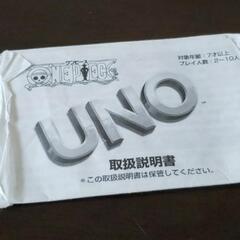 ワンピース
ONE PIECE
対象年齢：7才以上
プレイ人数：2〜10人
UNO
取扱説明書
※この取扱説明書は保管してください。